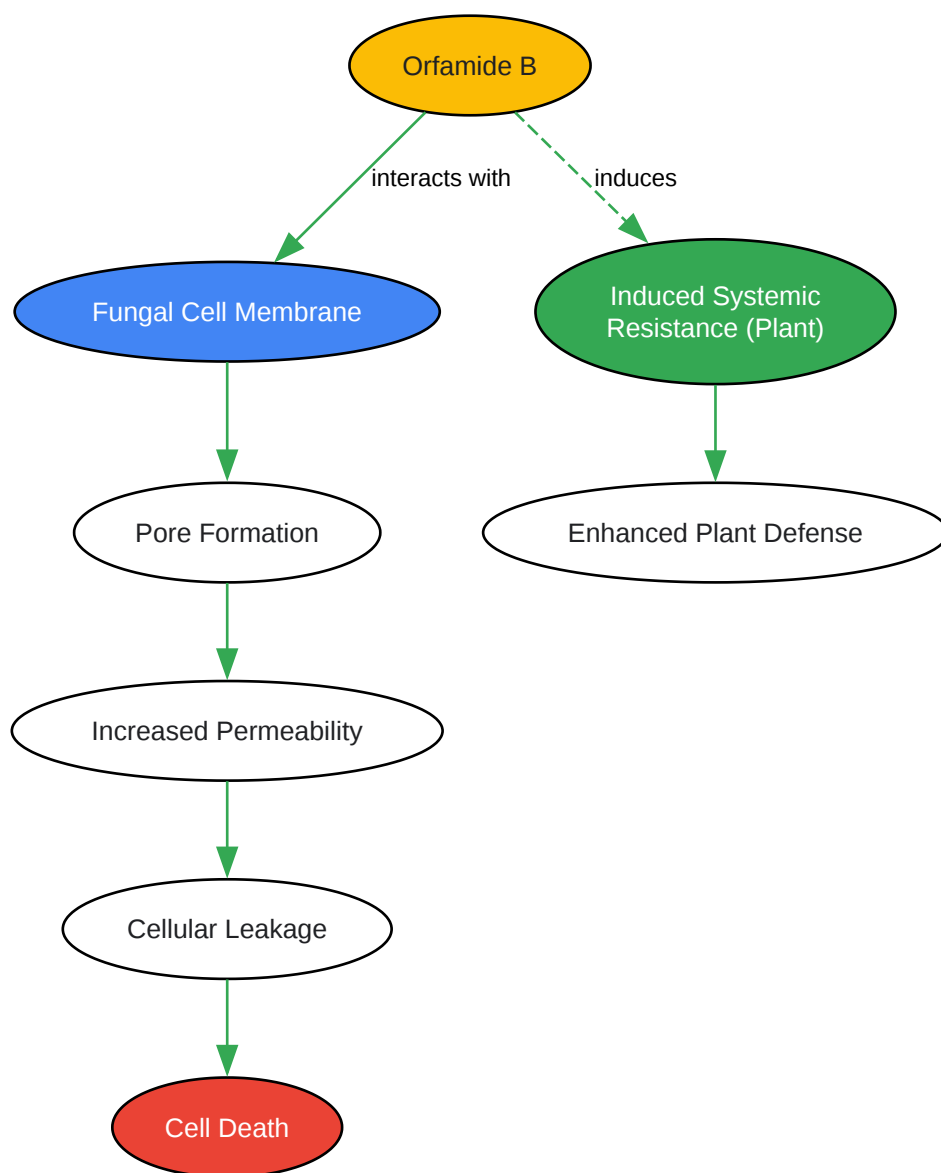 Orfamide B
interacts with
induces
Fungal Cell Membrane
Induced Systemic
Resistance (Plant)
Pore Formation
Enhanced Plant Defense
Increased Permeability
Cellular Leakage
Cell Death